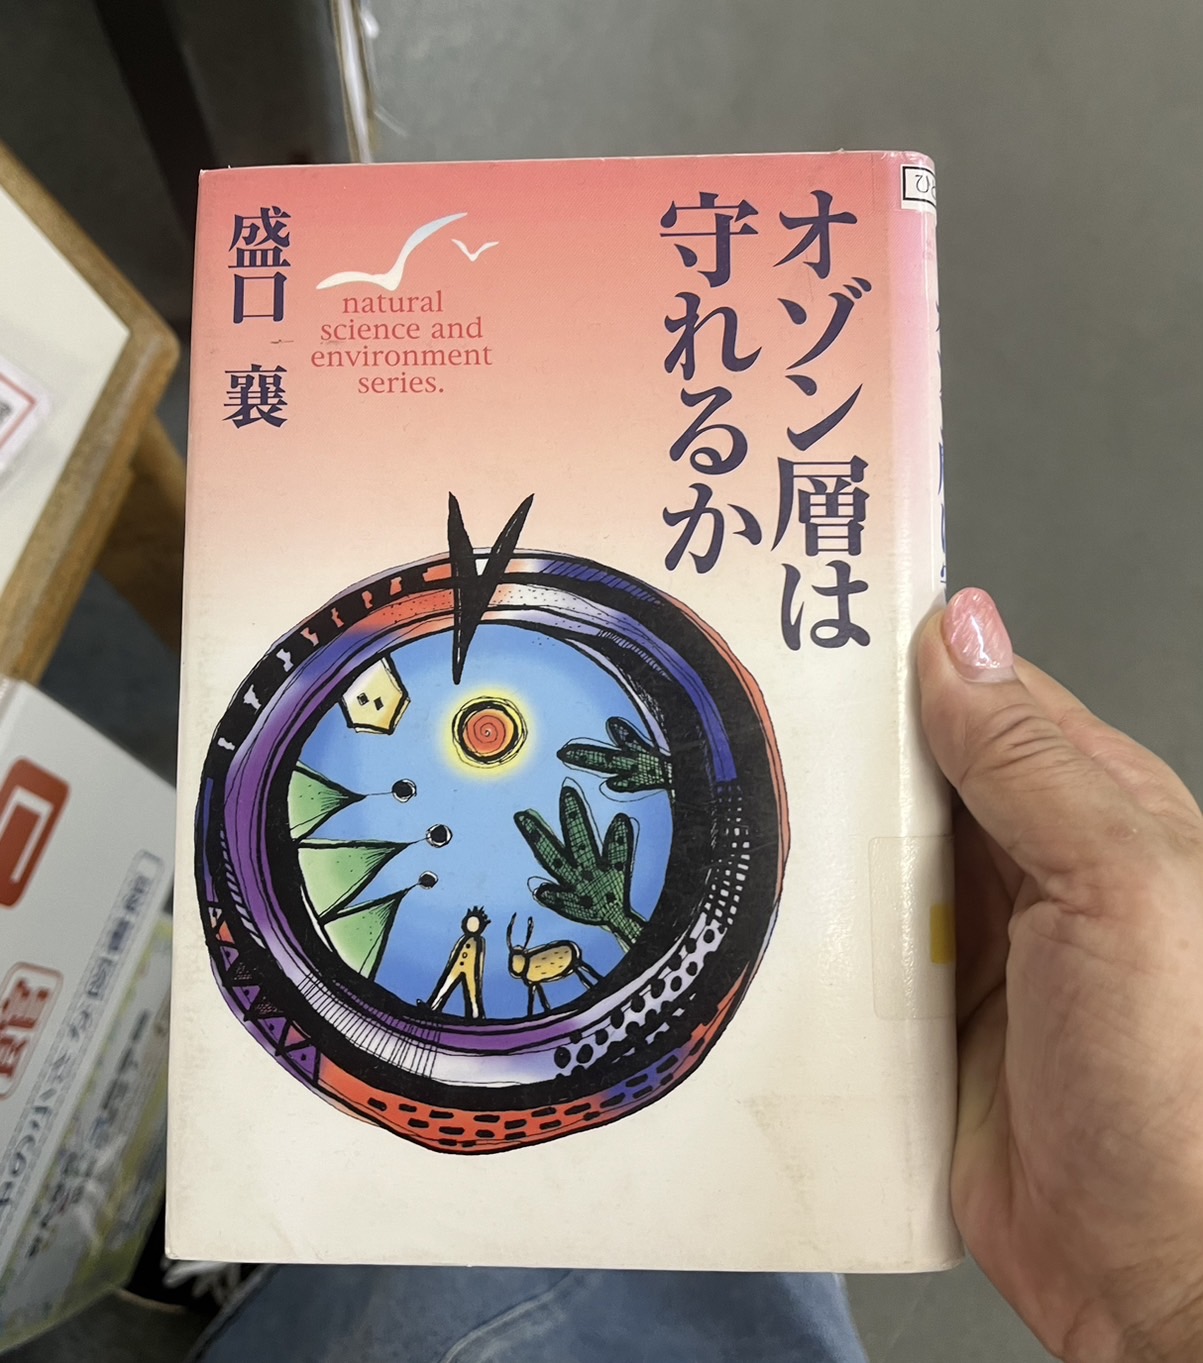 オゾン層は
守れるか
natural
science and
environment
series.
盛口 襄